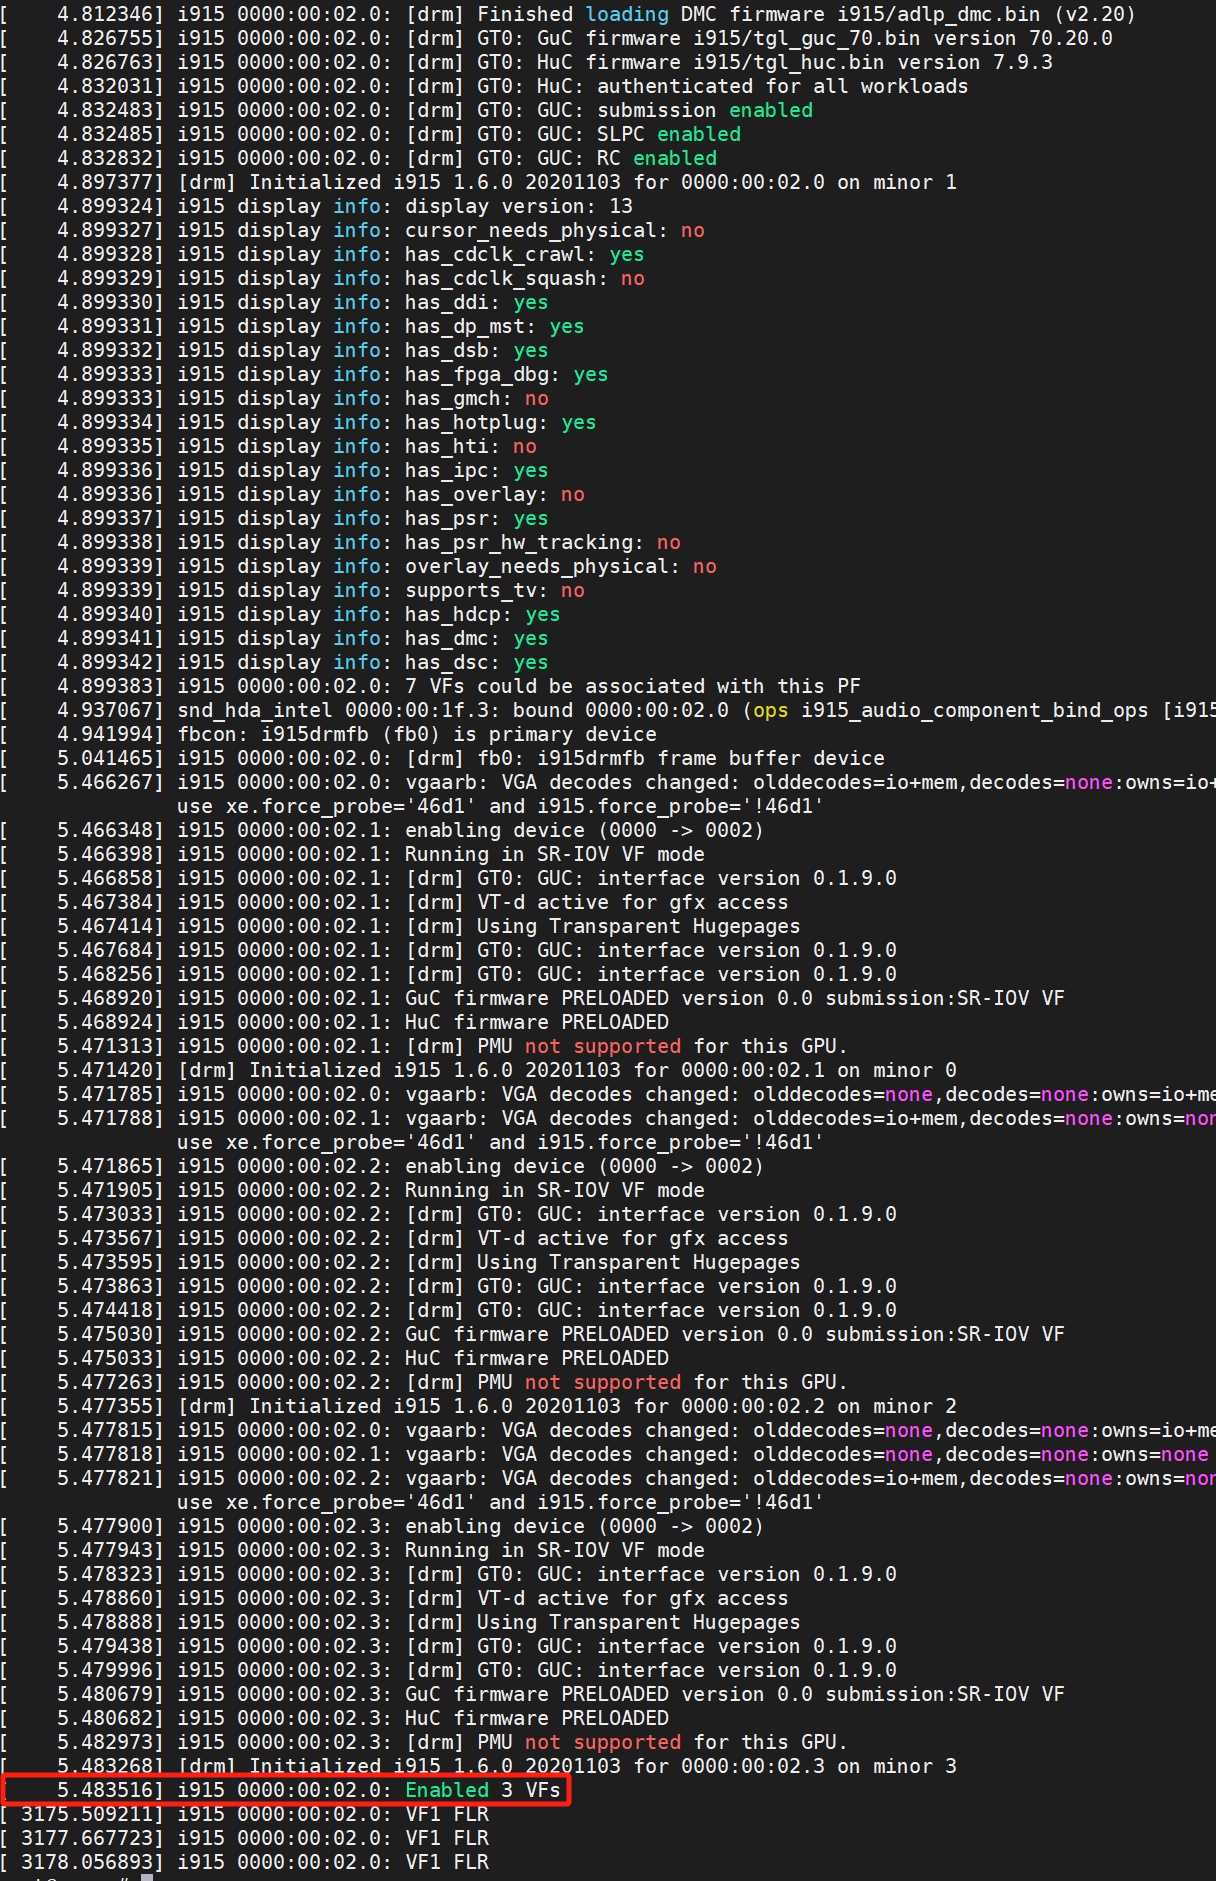 [    4.812346] i915 0000:00:02.0: [drm] Finished loading DMC firmware i915/adlp_dmc.bin (v2.20)
[    4.826755] i915 0000:00:02.0: [drm] GT0: GuC firmware i915/tgl_guc_70.bin version 70.20.0
[    4.826763] i915 0000:00:02.0: [drm] GT0: HuC firmware i915/tgl_huc.bin version 7.9.3
[    4.832031] i915 0000:00:02.0: [drm] GT0: HuC: authenticated for all workloads
[    4.832483] i915 0000:00:02.0: [drm] GT0: GUC: submission enabled
[    4.832485] i915 0000:00:02.0: [drm] GT0: GUC: SLPC enabled
[    4.832832] i915 0000:00:02.0: [drm] GT0: GUC: RC enabled
[    4.897377] [drm] Initialized i915 1.6.0 20201103 for 0000:00:02.0 on minor 1
[    4.899324] i915 display info: display version: 13
[    4.899327] i915 display info: cursor_needs_physical: no
[    4.899328] i915 display info: has_cdclk_crawl: yes
[    4.899329] i915 display info: has_cdclk_squash: no
[    4.899330] i915 display info: has_ddi: yes
[    4.899331] i915 display info: has_dp_mst: yes
[    4.899332] i915 display info: has_dsb: yes
[    4.899333] i915 display info: has_fpga_dbg: yes
[    4.899333] i915 display info: has_gmch: no
[    4.899334] i915 display info: has_hotplug: yes
[    4.899335] i915 display info: has_hti: no
[    4.899336] i915 display info: has_ipc: yes
[    4.899336] i915 display info: has_overlay: no
[    4.899337] i915 display info: has_psr: yes
[    4.899338] i915 display info: has_psr_hw_tracking: no
[    4.899339] i915 display info: overlay_needs_physical: no
[    4.899339] i915 display info: supports_tv: no
[    4.899340] i915 display info: has_hdcp: yes
[    4.899341] i915 display info: has_dmc: yes
[    4.899342] i915 display info: has_dsc: yes
[    4.899383] i915 0000:00:02.0: 7 VFs could be associated with this PF
[    4.937067] snd_hda_intel 0000:00:1f.3: bound 0000:00:02.0 (ops i915_audio_component_bind_ops [i915
[    4.941994] fbcon: i915drmfb (fb0) is primary device
[    5.041465] i915 0000:00:02.0: [drm] fb0: i915drmfb frame buffer device
[    5.466267] i915 0000:00:02.0: vgaarb: VGA decodes changed: olddecodes=io+mem,decodes=none:owns=io+
use xe.force_probe='46d1' and i915.force_probe='!46d1'
[    5.466348] i915 0000:00:02.1: enabling device (0000 -> 0002)
[    5.466398] i915 0000:00:02.1: Running in SR-IOV VF mode
[    5.466858] i915 0000:00:02.1: [drm] GT0: GUC: interface version 0.1.9.0
[    5.467384] i915 0000:00:02.1: [drm] VT-d active for gfx access
[    5.467414] i915 0000:00:02.1: [drm] Using Transparent Hugepages
[    5.467684] i915 0000:00:02.1: [drm] GT0: GUC: interface version 0.1.9.0
[    5.468256] i915 0000:00:02.1: [drm] GT0: GUC: interface version 0.1.9.0
[    5.468920] i915 0000:00:02.1: GuC firmware PRELOADED version 0.0 submission:SR-IOV VF
[    5.468924] i915 0000:00:02.1: HuC firmware PRELOADED
[    5.471313] i915 0000:00:02.1: [drm] PMU not supported for this GPU.
[    5.471420] [drm] Initialized i915 1.6.0 20201103 for 0000:00:02.1 on minor 0
[    5.471785] i915 0000:00:02.0: vgaarb: VGA decodes changed: olddecodes=none,decodes=none:owns=io+me
[    5.471788] i915 0000:00:02.1: vgaarb: VGA decodes changed: olddecodes=io+mem,decodes=none:owns=non
use xe.force_probe='46d1' and i915.force_probe='!46d1'
[    5.471865] i915 0000:00:02.2: enabling device (0000 -> 0002)
[    5.471905] i915 0000:00:02.2: Running in SR-IOV VF mode
[    5.473033] i915 0000:00:02.2: [drm] GT0: GUC: interface version 0.1.9.0
[    5.473567] i915 0000:00:02.2: [drm] VT-d active for gfx access
[    5.473595] i915 0000:00:02.2: [drm] Using Transparent Hugepages
[    5.473863] i915 0000:00:02.2: [drm] GT0: GUC: interface version 0.1.9.0
[    5.474418] i915 0000:00:02.2: [drm] GT0: GUC: interface version 0.1.9.0
[    5.475030] i915 0000:00:02.2: GuC firmware PRELOADED version 0.0 submission:SR-IOV VF
[    5.475033] i915 0000:00:02.2: HuC firmware PRELOADED
[    5.477263] i915 0000:00:02.2: [drm] PMU not supported for this GPU.
[    5.477355] [drm] Initialized i915 1.6.0 20201103 for 0000:00:02.2 on minor 2
[    5.477815] i915 0000:00:02.0: vgaarb: VGA decodes changed: olddecodes=none,decodes=none:owns=io+me
[    5.477818] i915 0000:00:02.1: vgaarb: VGA decodes changed: olddecodes=none,decodes=none:owns=none
[    5.477821] i915 0000:00:02.2: vgaarb: VGA decodes changed: olddecodes=io+mem,decodes=none:owns=non
use xe.force_probe='46d1' and i915.force_probe='!46d1'
[    5.477900] i915 0000:00:02.3: enabling device (0000 -> 0002)
[    5.477943] i915 0000:00:02.3: Running in SR-IOV VF mode
[    5.478323] i915 0000:00:02.3: [drm] GT0: GUC: interface version 0.1.9.0
[    5.478860] i915 0000:00:02.3: [drm] VT-d active for gfx access
[    5.478888] i915 0000:00:02.3: [drm] Using Transparent Hugepages
[    5.479438] i915 0000:00:02.3: [drm] GT0: GUC: interface version 0.1.9.0
[    5.479996] i915 0000:00:02.3: [drm] GT0: GUC: interface version 0.1.9.0
[    5.480679] i915 0000:00:02.3: GuC firmware PRELOADED version 0.0 submission:SR-IOV VF
[    5.480682] i915 0000:00:02.3: HuC firmware PRELOADED
[    5.482973] i915 0000:00:02.3: [drm] PMU not supported for this GPU.
[    5.483268] [drm] Initialized i915 1.6.0 20201103 for 0000:00:02.3 on minor 3
[    5.483516] i915 0000:00:02.0: Enabled 3 VFs
[ 3175.509211] i915 0000:00:02.0: VF1 FLR
[ 3177.667723] i915 0000:00:02.0: VF1 FLR
[ 3178.056893] i915 0000:00:02.0: VF1 FLR